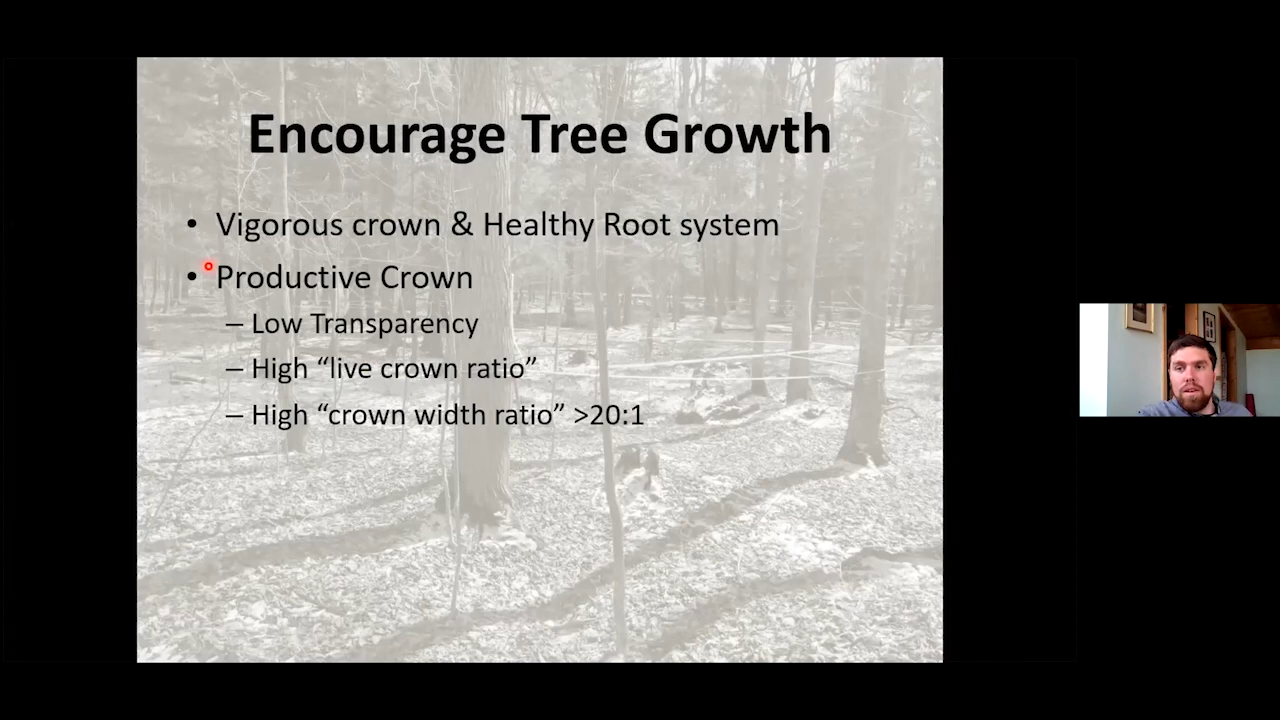 Encourage Tree Growth
• Vigorous crown & Healthy Root system
• Productive Crown
– Low Transparency
– High “live crown ratio”
– High “crown width ratio” >20:1